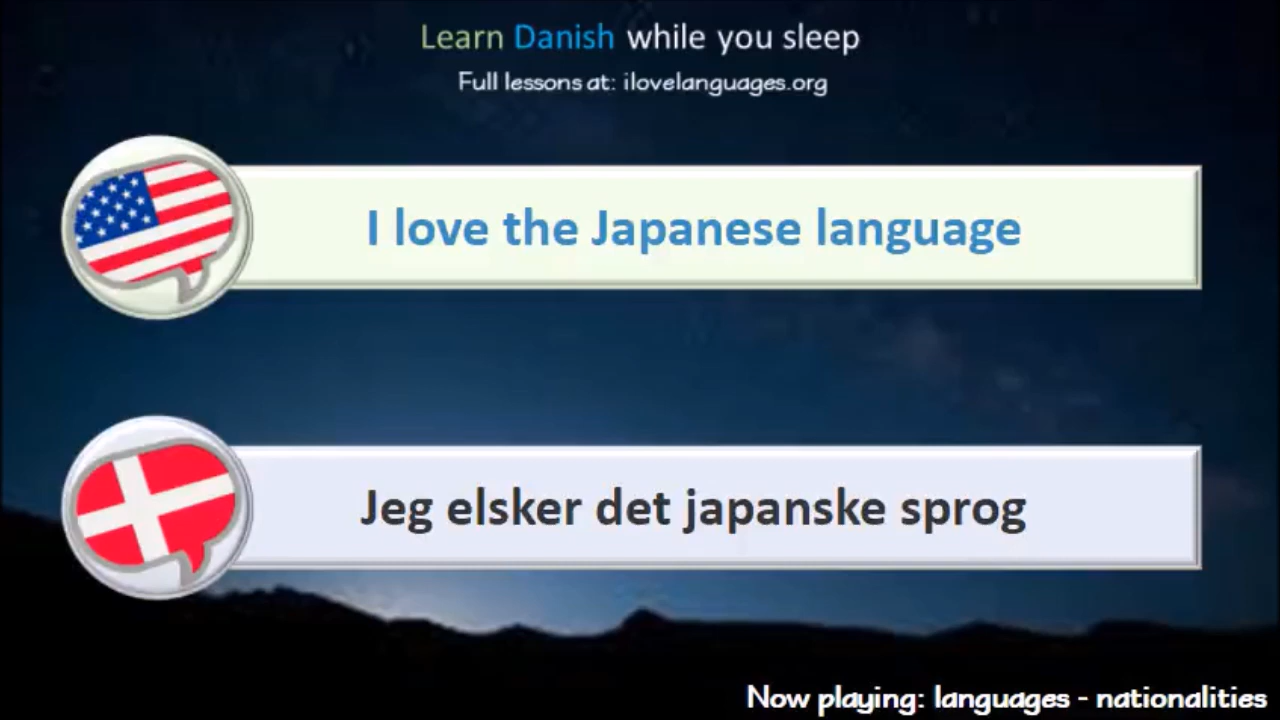 Learn Danish while you sleep
Full lessons at: ilovelanguages.org
I love the Japanese language
Jeg elsker det japanske sprog
Now playing: languages - nationalities